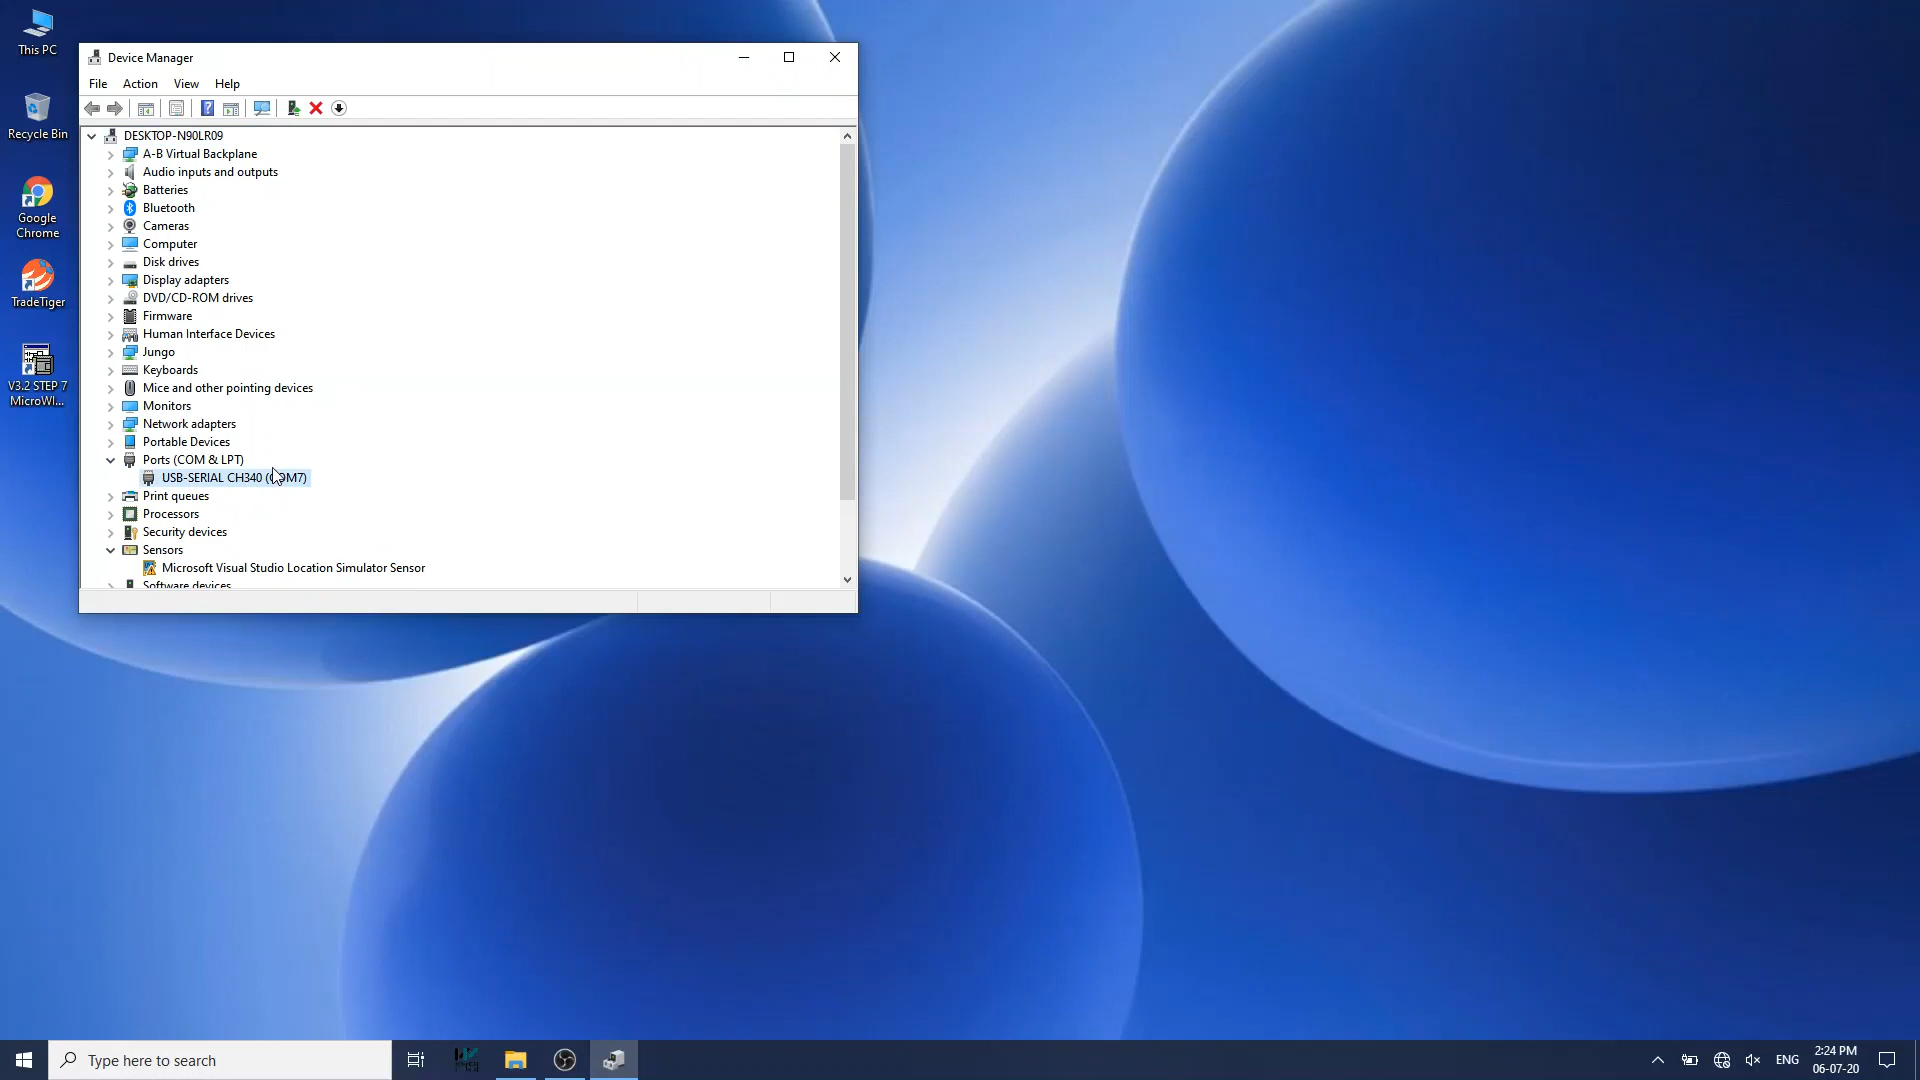 This PC
Recycle Bin
Google
Chrome
TradeTiger
V3.2 STEP 7
MicroWI...
Device Manager
File Action View Help
DESKTOP-N90LR09
A-B Virtual Backplane
Audio inputs and outputs
Batteries
Bluetooth
Cameras
Computer
Disk drives
Display adapters
DVD/CD-ROM drives
Firmware
Human Interface Devices
Jungo
Keyboards
Mice and other pointing devices
Monitors
Network adapters
Portable Devices
Ports (COM & LPT)
USB-SERIAL CH340 (COM7)
Print queues
Processors
Security devices
Sensors
Microsoft Visual Studio Location Simulator Sensor
Software devices
Type here to search
ENG
2:24 PM
06-07-20